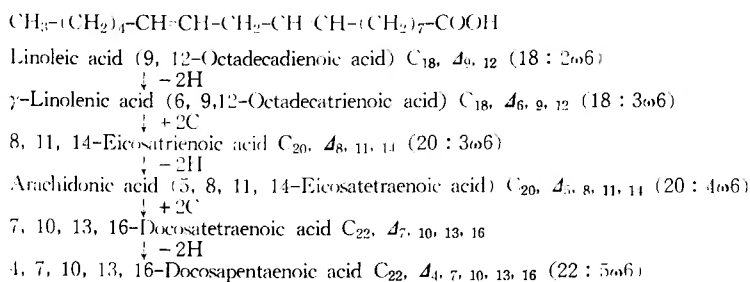 CH₃-(CH₂)₄-CH=CH-CH₂-CH=CH-(CH₂)₇-COOH
Linoleic acid (9, 12-Octadecadienoic acid) C₁₈, Δ₉, ₁₂ (18 : 2ω6)
↓ -2H
γ-Linolenic acid (6, 9,12-Octadecatrienoic acid) C₁₈, Δ₆, ₉, ₁₂ (18 : 3ω6)
↓ +2C
8, 11, 14-Eicosatrienoic acid C₂₀, Δ₈, ₁₁, ₁₄ (20 : 3ω6)
↓ -2H
Arachidonic acid (5, 8, 11, 14-Eicosatetraenoic acid) C₂₀, Δ₅, ₈, ₁₁, ₁₄ (20 : 4ω6)
↓ +2C
7, 10, 13, 16-Docosatetraenoic acid C₂₂, Δ₇, ₁₀, ₁₃, ₁₆
↓ -2H
4, 7, 10, 13, 16-Docosapentaenoic acid C₂₂, Δ₄, ₇, ₁₀, ₁₃, ₁₆ (22 : 5ω6)